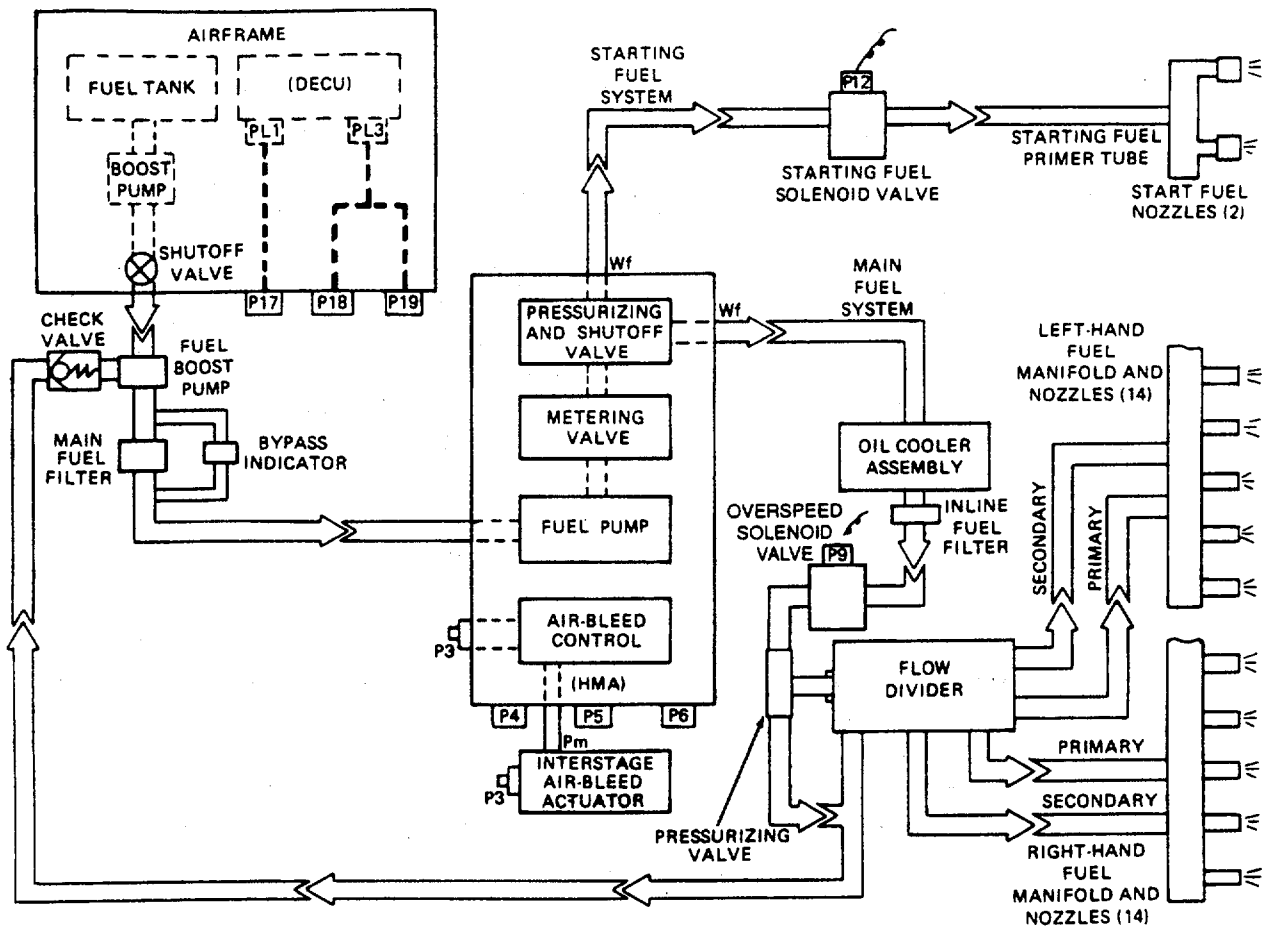 AIRFRAME
FUEL TANK
(DECU)
PL1
PL3
BOOST
PUMP
SHUTOFF
VALVE
P17
P18
P19
CHECK
VALVE
FUEL
BOOST
PUMP
MAIN
FUEL
FILTER
BYPASS
INDICATOR
STARTING
FUEL
SYSTEM
P12
STARTING FUEL
SOLENOID VALVE
STARTING FUEL
PRIMER TUBE
START FUEL
NOZZLES (2)
Wf
PRESSURIZING
AND SHUTOFF
VALVE
Wf
MAIN
FUEL
SYSTEM
METERING
VALVE
FUEL PUMP
AIR-BLEED
CONTROL
P3
(HMA)
P4
P5
P6
Pm
INTERSTAGE
AIR-BLEED
ACTUATOR
P3
OIL COOLER
ASSEMBLY
INLINE
FUEL
FILTER
OVERSPEED
SOLENOID
VALVE
P9
FLOW
DIVIDER
PRESSURIZING
VALVE
LEFT-HAND
FUEL
MANIFOLD AND
NOZZLES (14)
SECONDARY
PRIMARY
PRIMARY
SECONDARY
RIGHT-HAND
FUEL
MANIFOLD AND
NOZZLES (14)